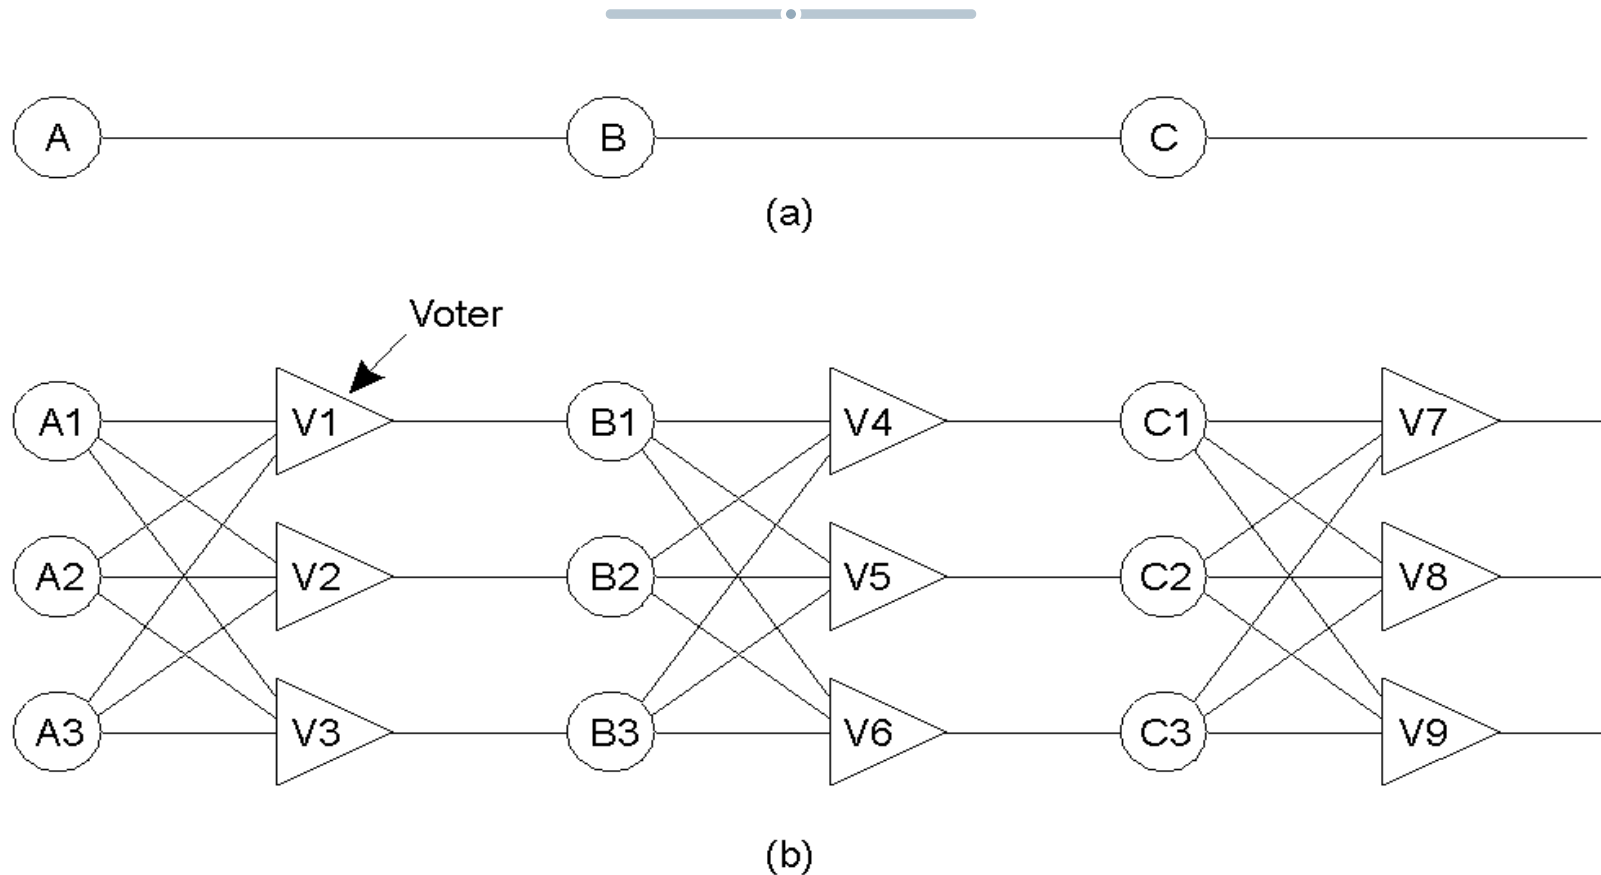 A B C
(a)
Voter
A1 V1 B1 V4 C1 V7
A2 V2 B2 V5 C2 V8
A3 V3 B3 V6 C3 V9
(b)